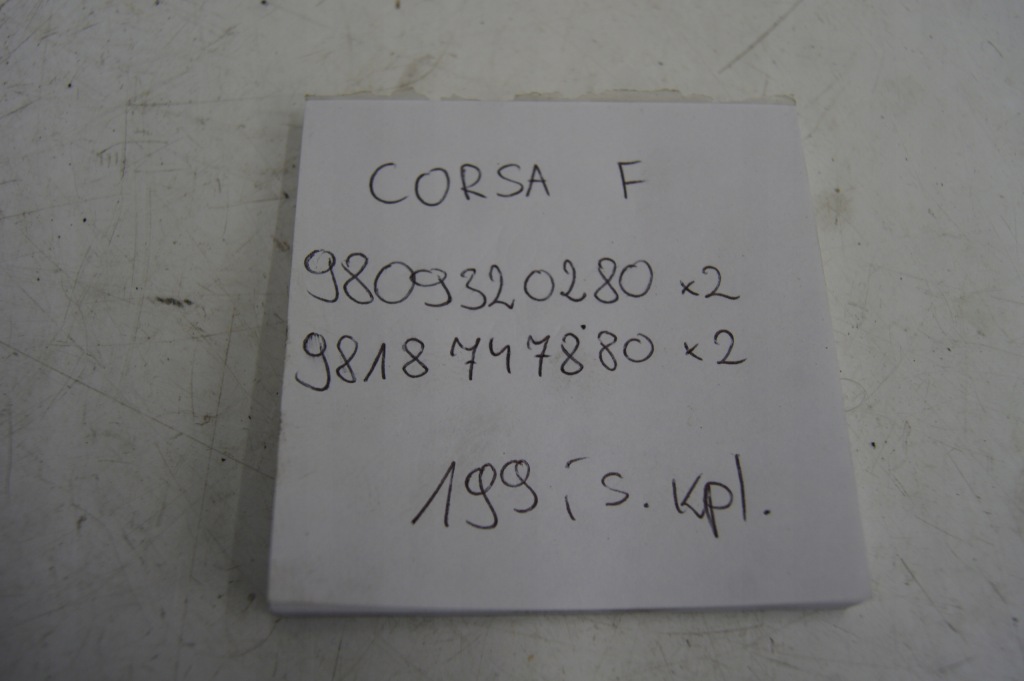 CORSA F
9809320280 x2
9818747880 x2
199 ,- s. kpl.